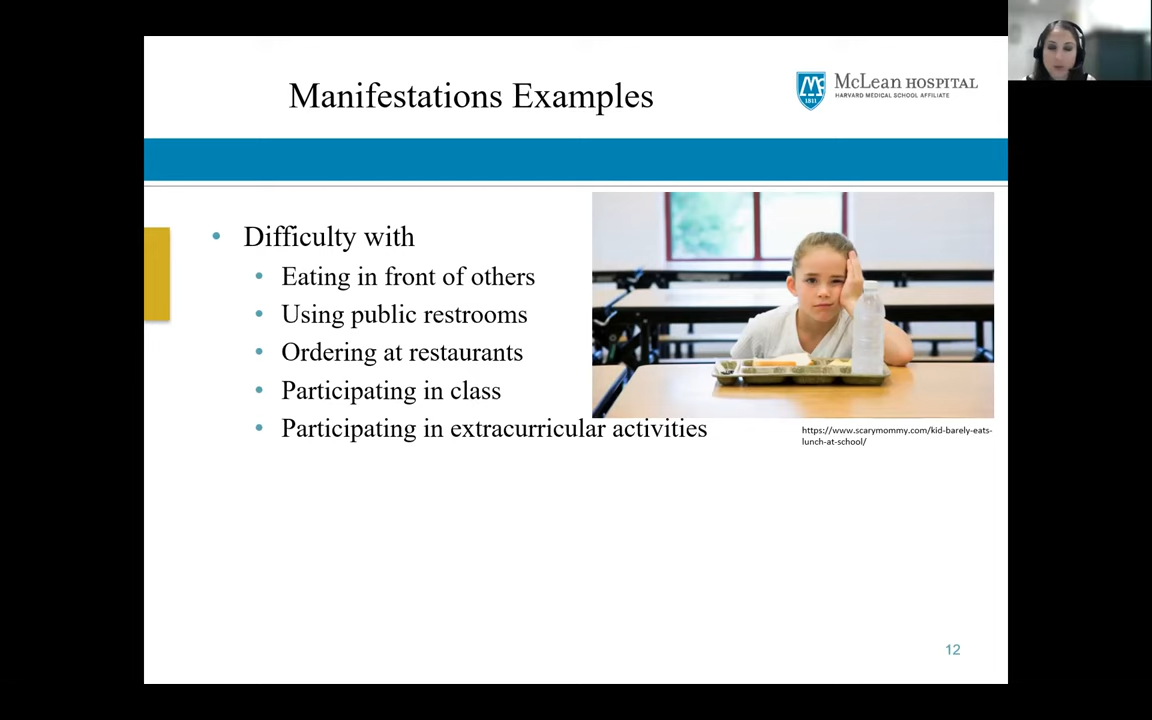 Manifestations Examples
McLean HOSPITAL
HARVARD MEDICAL SCHOOL AFFILIATE
1811
• Difficulty with
• Eating in front of others
• Using public restrooms
• Ordering at restaurants
• Participating in class
• Participating in extracurricular activities
https://www.scarymommy.com/kid-barely-eats-
lunch-at-school/
12